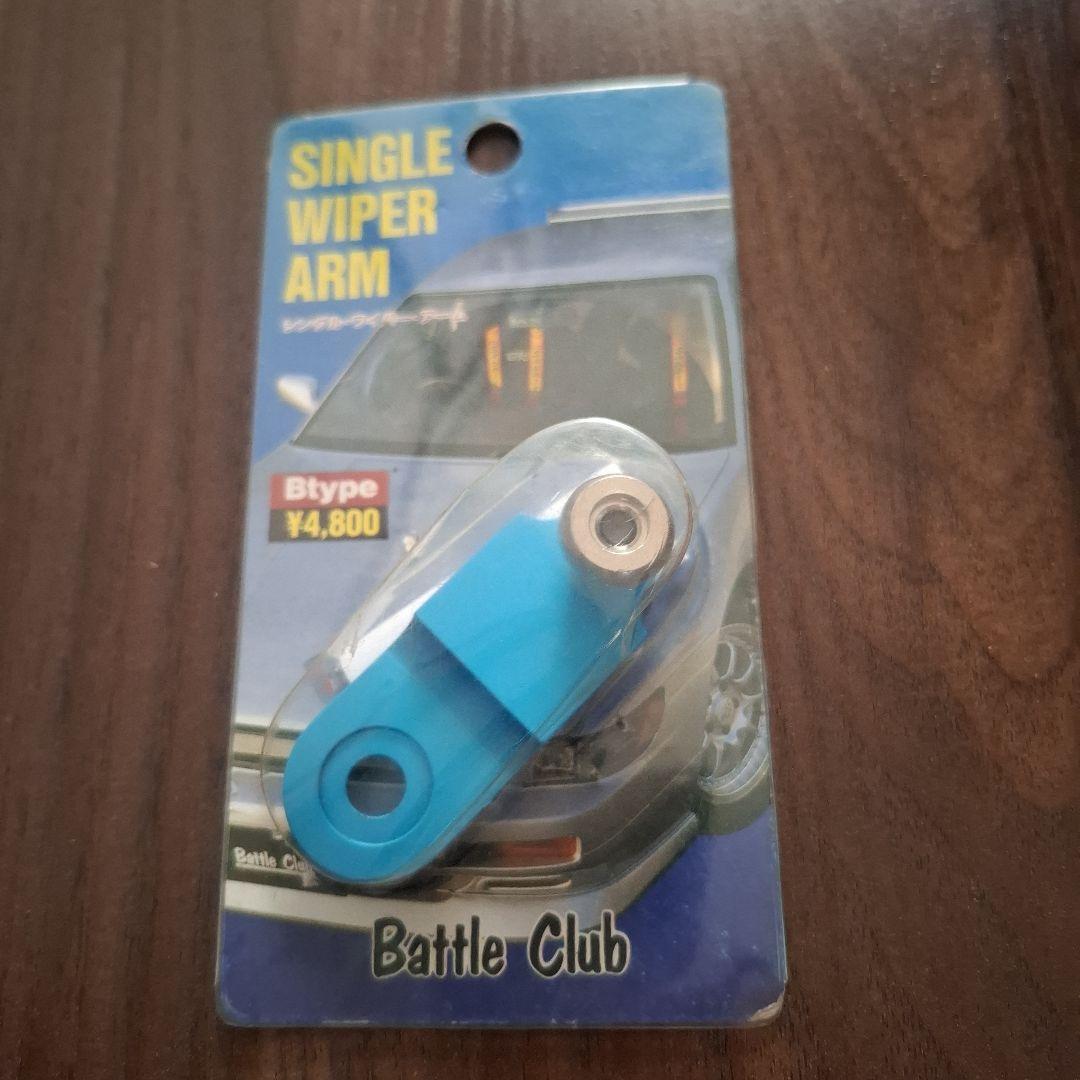 SINGLE
WIPER
ARM
シングル・ワイパー・アーム
Btype
¥4,800
Battle Club
Battle Club